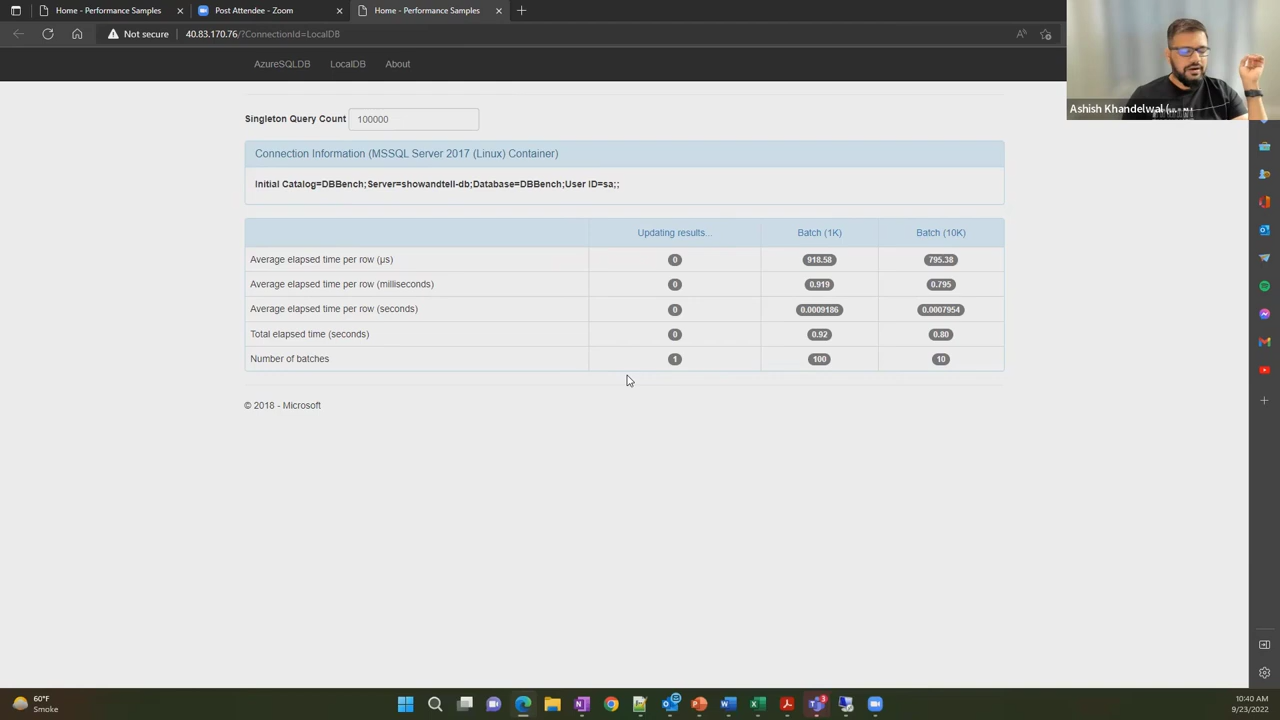 Home - Performance Samples
Post Attendee - Zoom
Home - Performance Samples
Not secure
40.83.170.76/?ConnectionId=LocalDB
AzureSQLDB
LocalDB
About
Ashish Khandelwal (
Singleton Query Count
100000
Connection Information (MSSQL Server 2017 (Linux) Container)
Initial Catalog=DBBench;Server=showandtell-db;Database=DBBench;User ID=sa;;
Updating results... Batch (1K) Batch (10K)
Average elapsed time per row (µs) 0 918.58 795.38
Average elapsed time per row (milliseconds) 0 0.919 0.795
Average elapsed time per row (seconds) 0 0.0009186 0.0007954
Total elapsed time (seconds) 0 0.92 0.80
Number of batches 1 100 10
© 2018 - Microsoft
60°F
Smoke
3
10:40 AM
9/23/2022